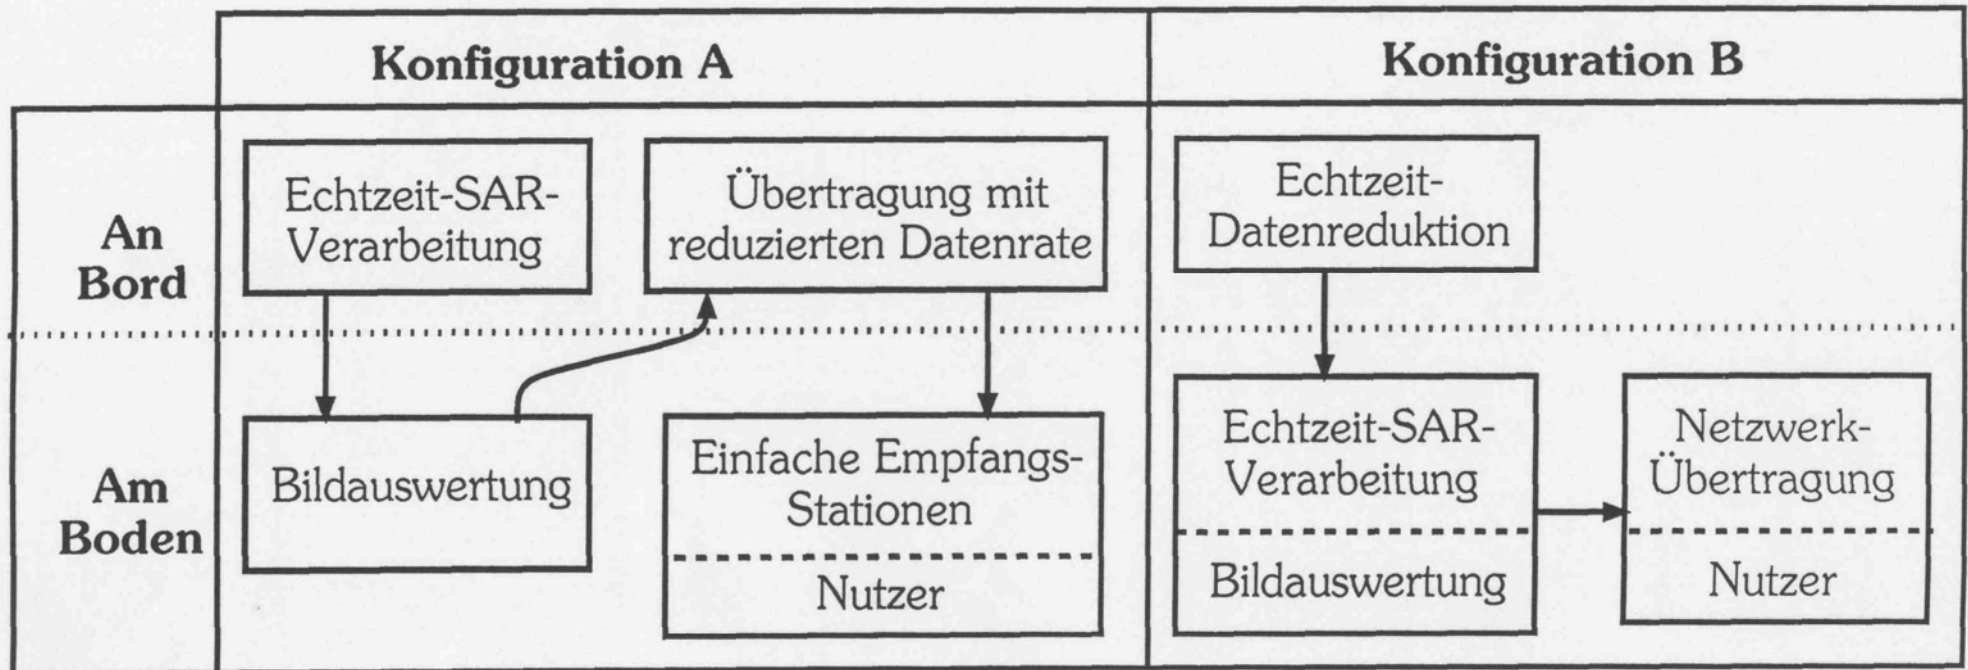 Konfiguration A
Konfiguration B
An
Bord
Echtzeit-SAR-
Verarbeitung
Übertragung mit
reduzierten Datenrate
Echtzeit-
Datenreduktion
Am
Boden
Bildauswertung
Einfache Empfangs-
Stationen
Nutzer
Echtzeit-SAR-
Verarbeitung
Bildauswertung
Netzwerk-
Übertragung
Nutzer